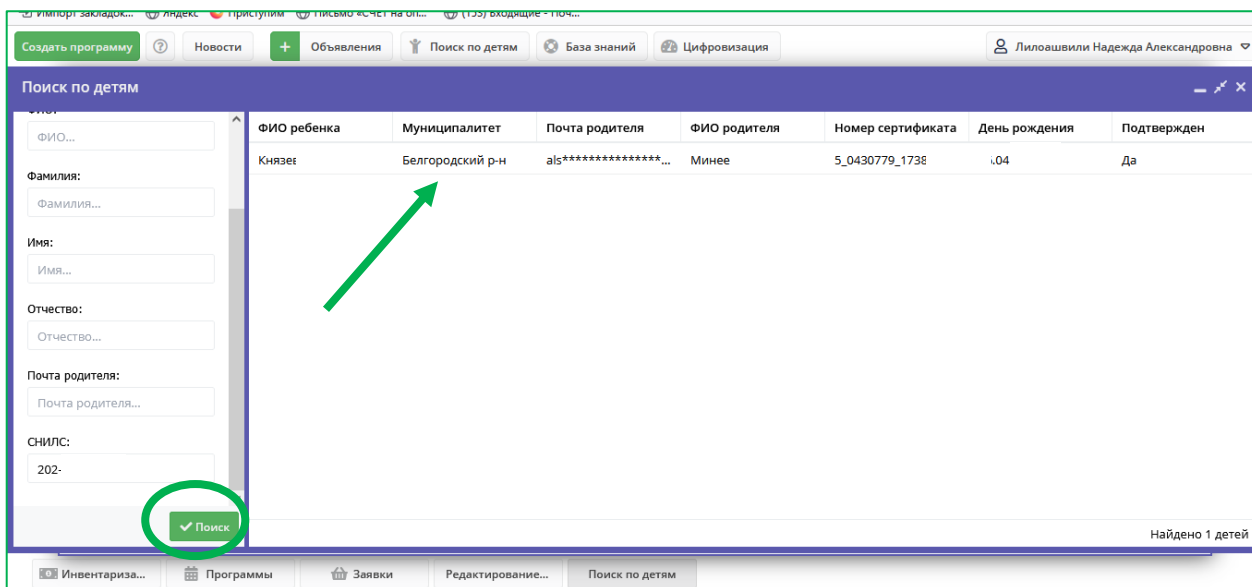 Импорт закладок... Яндекс Приступим Письмо «СЧЕТ на оп... (153) Входящие - Поч...
Создать программу ? Новости + Объявления Поиск по детям База знаний Цифровизация Лилоашвили Надежда Александровна
Поиск по детям
ФИО:
ФИО...
Фамилия:
Фамилия...
Имя:
Имя...
Отчество:
Отчество...
Почта родителя:
Почта родителя...
СНИЛС:
202-
Поиск
ФИО ребенка Муниципалитет Почта родителя ФИО родителя Номер сертификата День рождения Подтвержден
Князев Белгородский р-н als***************... Минее 5_0430779_1738 .04 Да
Найдено 1 детей
Инвентариза... Программы Заявки Редактирование... Поиск по детям